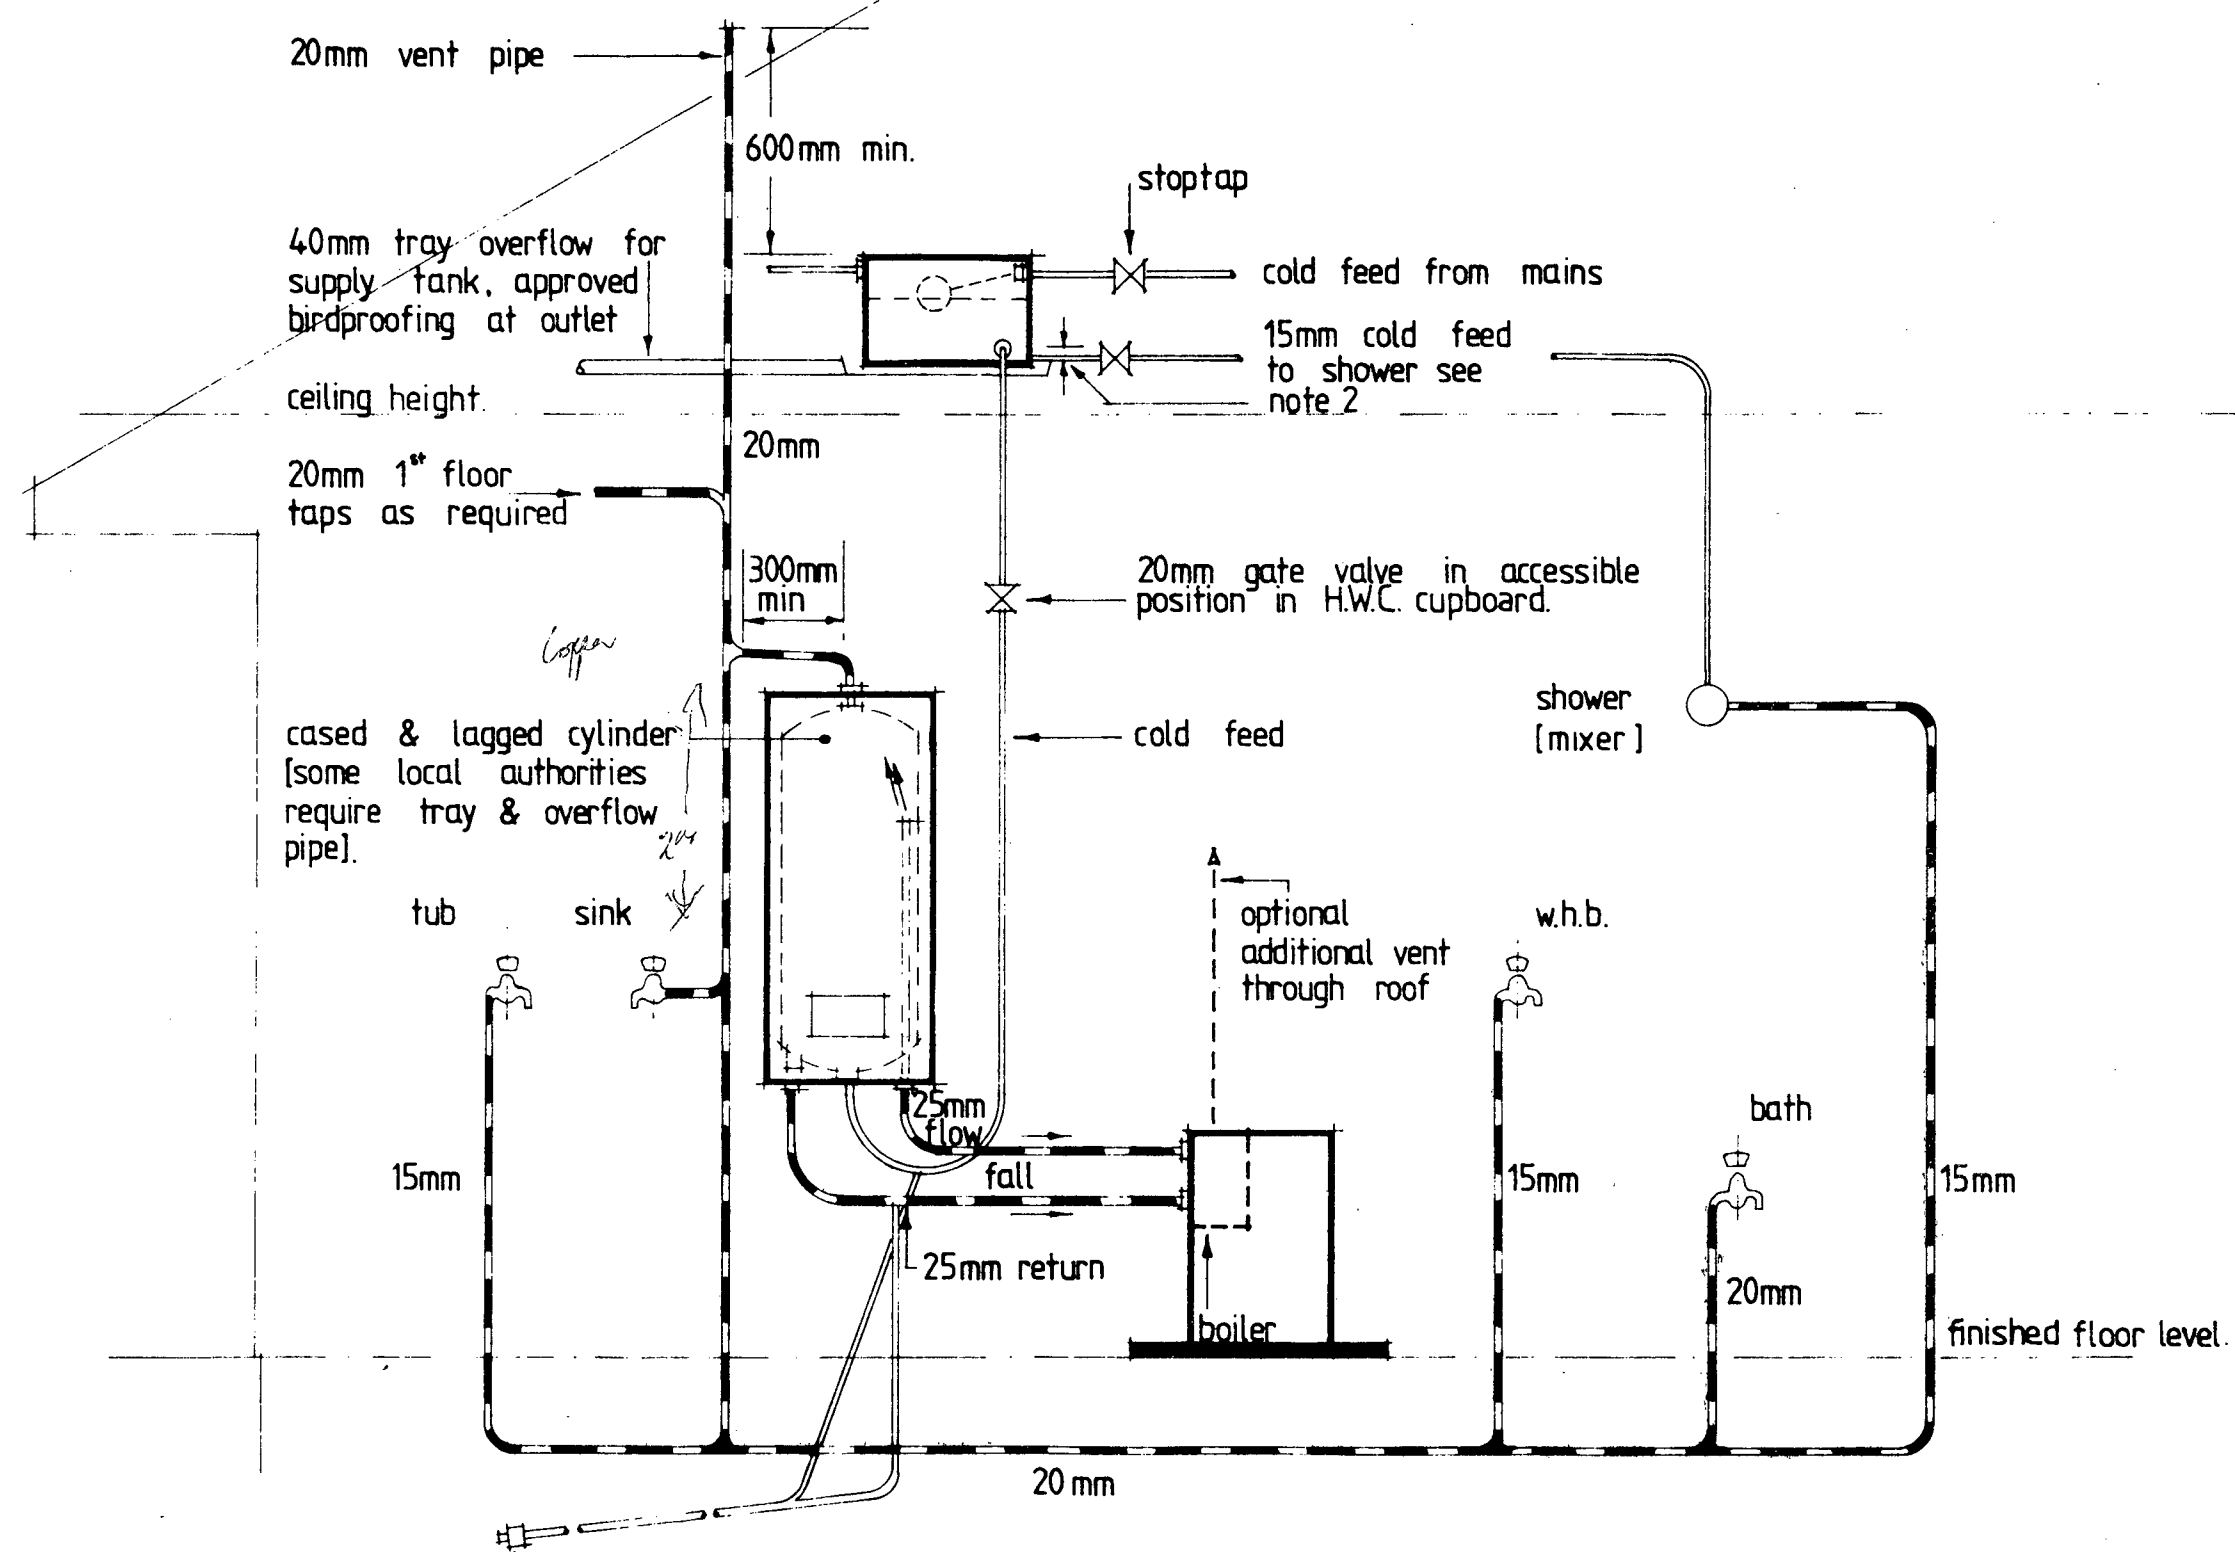 20mm vent pipe
600mm min.
stoptap
40mm tray overflow for
supply tank, approved
birdproofing at outlet
cold feed from mains
15mm cold feed
to shower see
note 2
ceiling height.
20mm
20mm 1st floor
taps as required
300mm
min
20mm gate valve in accessible
position in H.W.C. cupboard.
Copper
shower
[mixer]
cased & lagged cylinder
[some local authorities
require tray & overflow
pipe].
cold feed
tub
sink
optional
additional vent
through roof
w.h.b.
25mm
flow
bath
fall
15mm
15mm
15mm
25mm return
20mm
boiler
finished floor level.
20mm